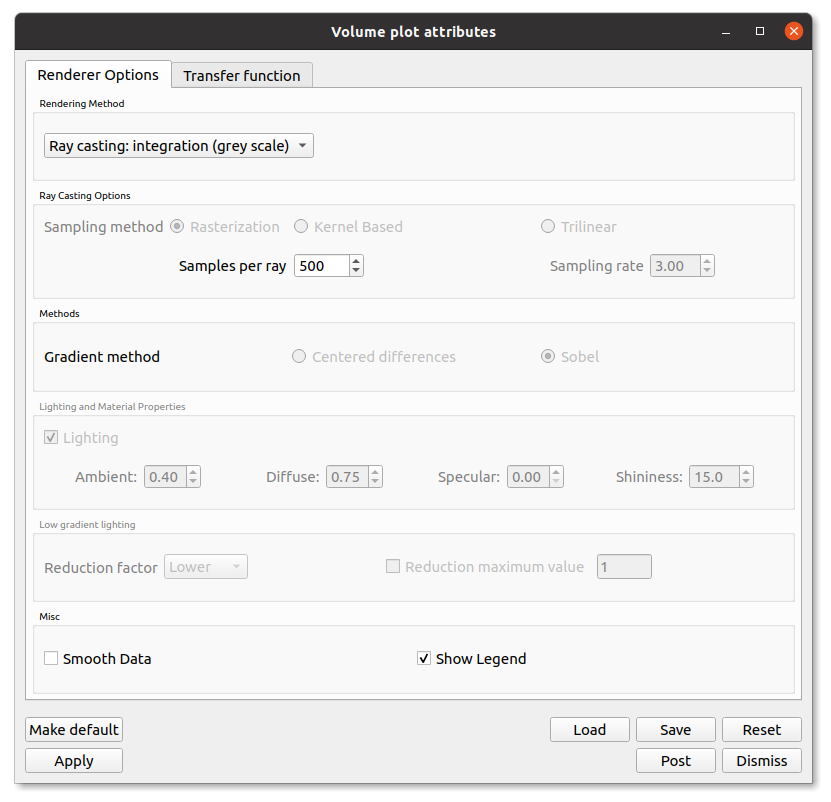 Volume plot attributes
Renderer Options Transfer function
Rendering Method
Ray casting: integration (grey scale)
Ray Casting Options
Sampling method Rasterization Kernel Based Trilinear
Samples per ray 500 Sampling rate 3.00
Methods
Gradient method Centered differences Sobel
Lighting and Material Properties
Lighting
Ambient: 0.40 Diffuse: 0.75 Specular: 0.00 Shininess: 15.0
Low gradient lighting
Reduction factor Lower Reduction maximum value 1
Misc
Smooth Data Show Legend
Make default Load Save Reset
Apply Post Dismiss